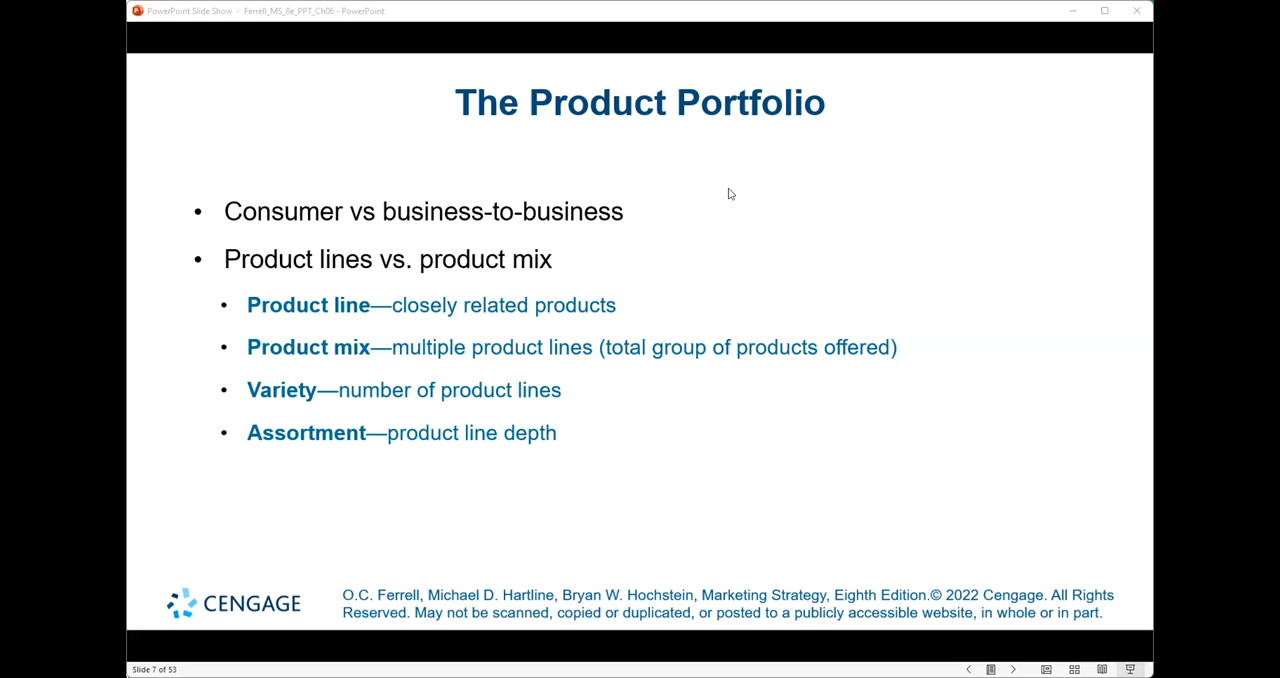 PowerPoint Slide Show - Ferrell_MS_8e_PPT_Ch06 - PowerPoint
The Product Portfolio
• Consumer vs business-to-business
• Product lines vs. product mix
• Product line—closely related products
• Product mix—multiple product lines (total group of products offered)
• Variety—number of product lines
• Assortment—product line depth
CENGAGE
O.C. Ferrell, Michael D. Hartline, Bryan W. Hochstein, Marketing Strategy, Eighth Edition.© 2022 Cengage. All Rights
Reserved. May not be scanned, copied or duplicated, or posted to a publicly accessible website, in whole or in part.
Slide 7 of 53